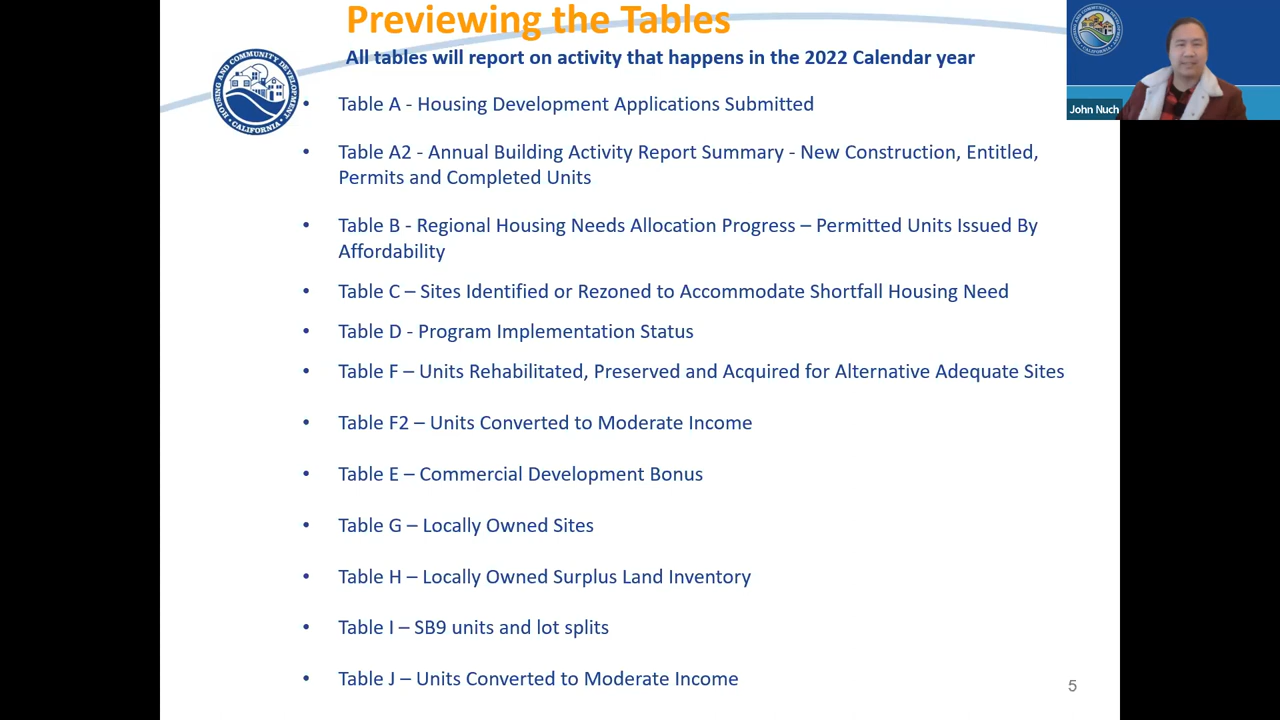 Previewing the Tables
All tables will report on activity that happens in the 2022 Calendar year
HOUSING AND COMMUNITY DEVELOPMENT
CALIFORNIA
• Table A - Housing Development Applications Submitted
• Table A2 - Annual Building Activity Report Summary - New Construction, Entitled,
Permits and Completed Units
• Table B - Regional Housing Needs Allocation Progress – Permitted Units Issued By
Affordability
• Table C – Sites Identified or Rezoned to Accommodate Shortfall Housing Need
• Table D - Program Implementation Status
• Table F – Units Rehabilitated, Preserved and Acquired for Alternative Adequate Sites
• Table F2 – Units Converted to Moderate Income
• Table E – Commercial Development Bonus
• Table G – Locally Owned Sites
• Table H – Locally Owned Surplus Land Inventory
• Table I – SB9 units and lot splits
• Table J – Units Converted to Moderate Income
5
John Nuch